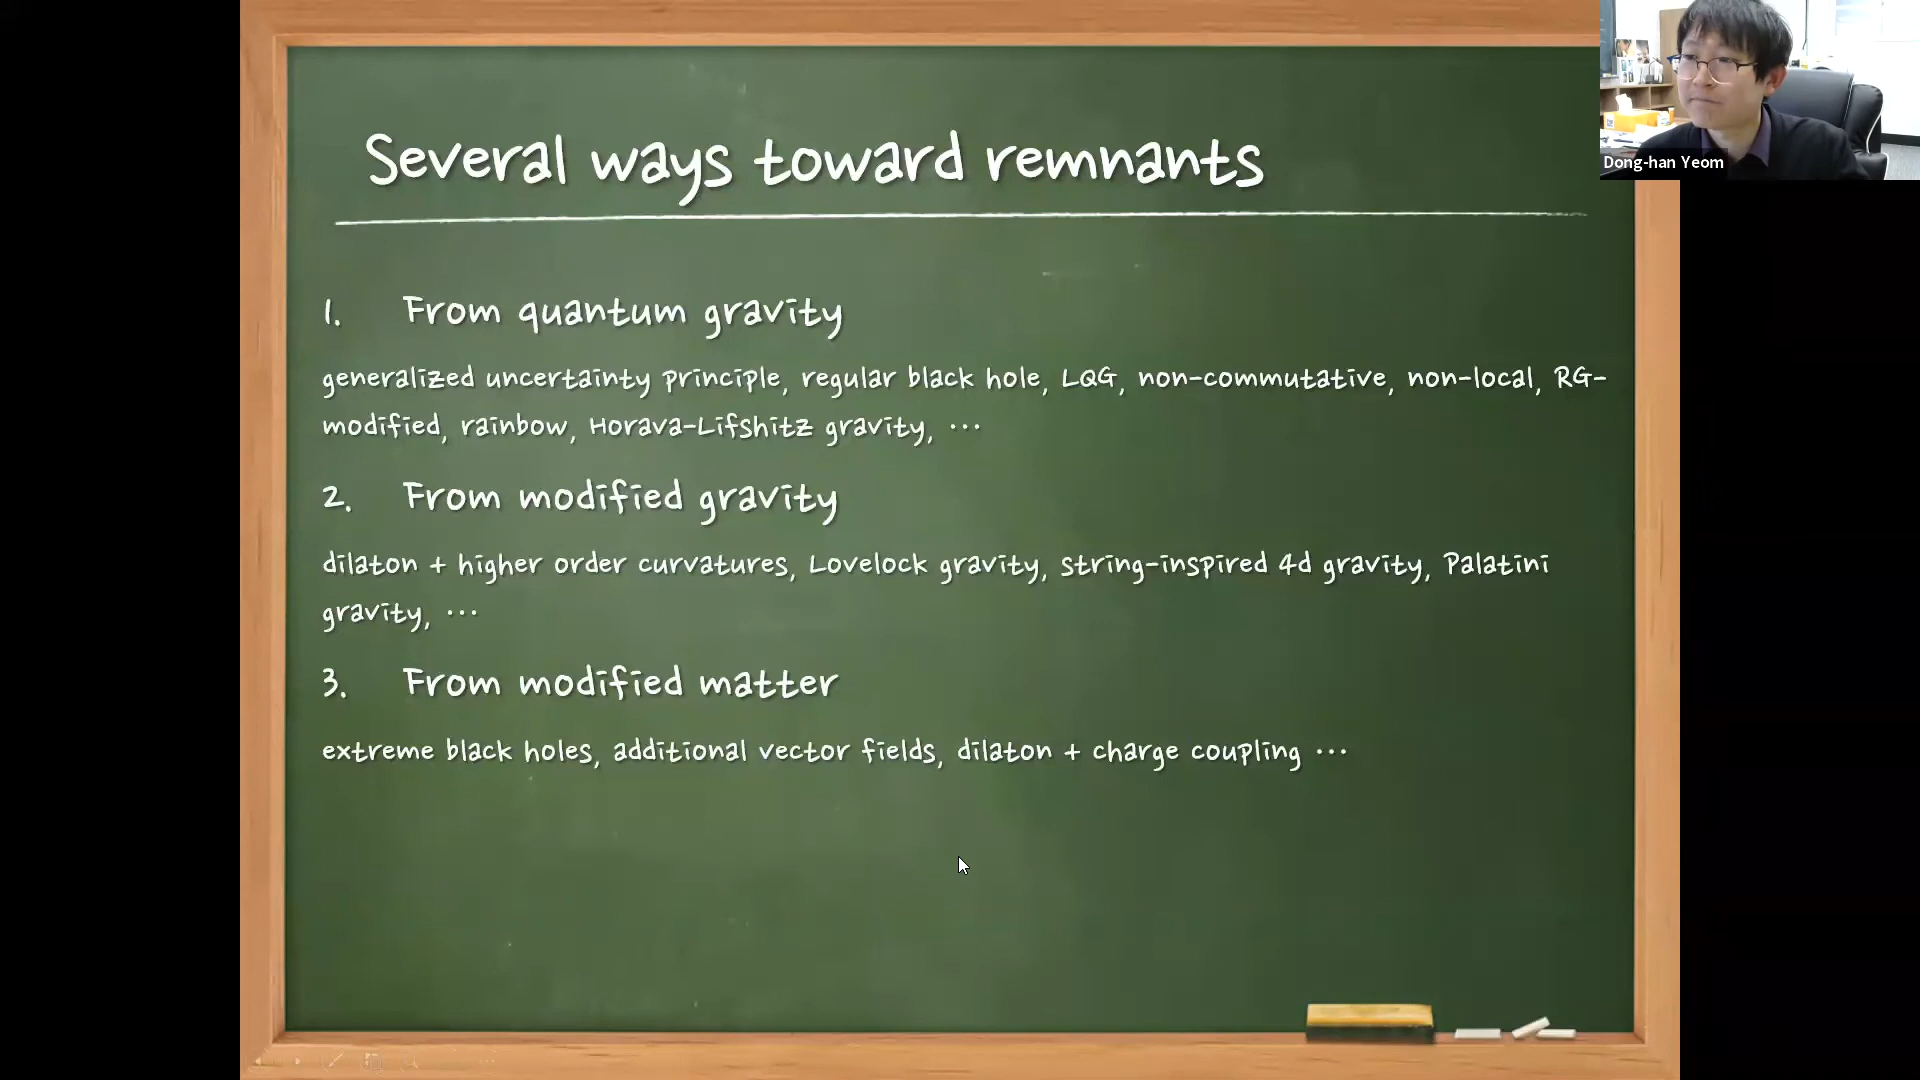 Several ways toward remnants
Dong-han Yeom
1. From quantum gravity
generalized uncertainty principle, regular black hole, LQG, non-commutative, non-local, RG-
modified, rainbow, Horava-Lifshitz gravity, ⋯
2. From modified gravity
dilaton + higher order curvatures, Lovelock gravity, string-inspired 4d gravity, Palatini
gravity, ⋯
3. From modified matter
extreme black holes, additional vector fields, dilaton + charge coupling ⋯